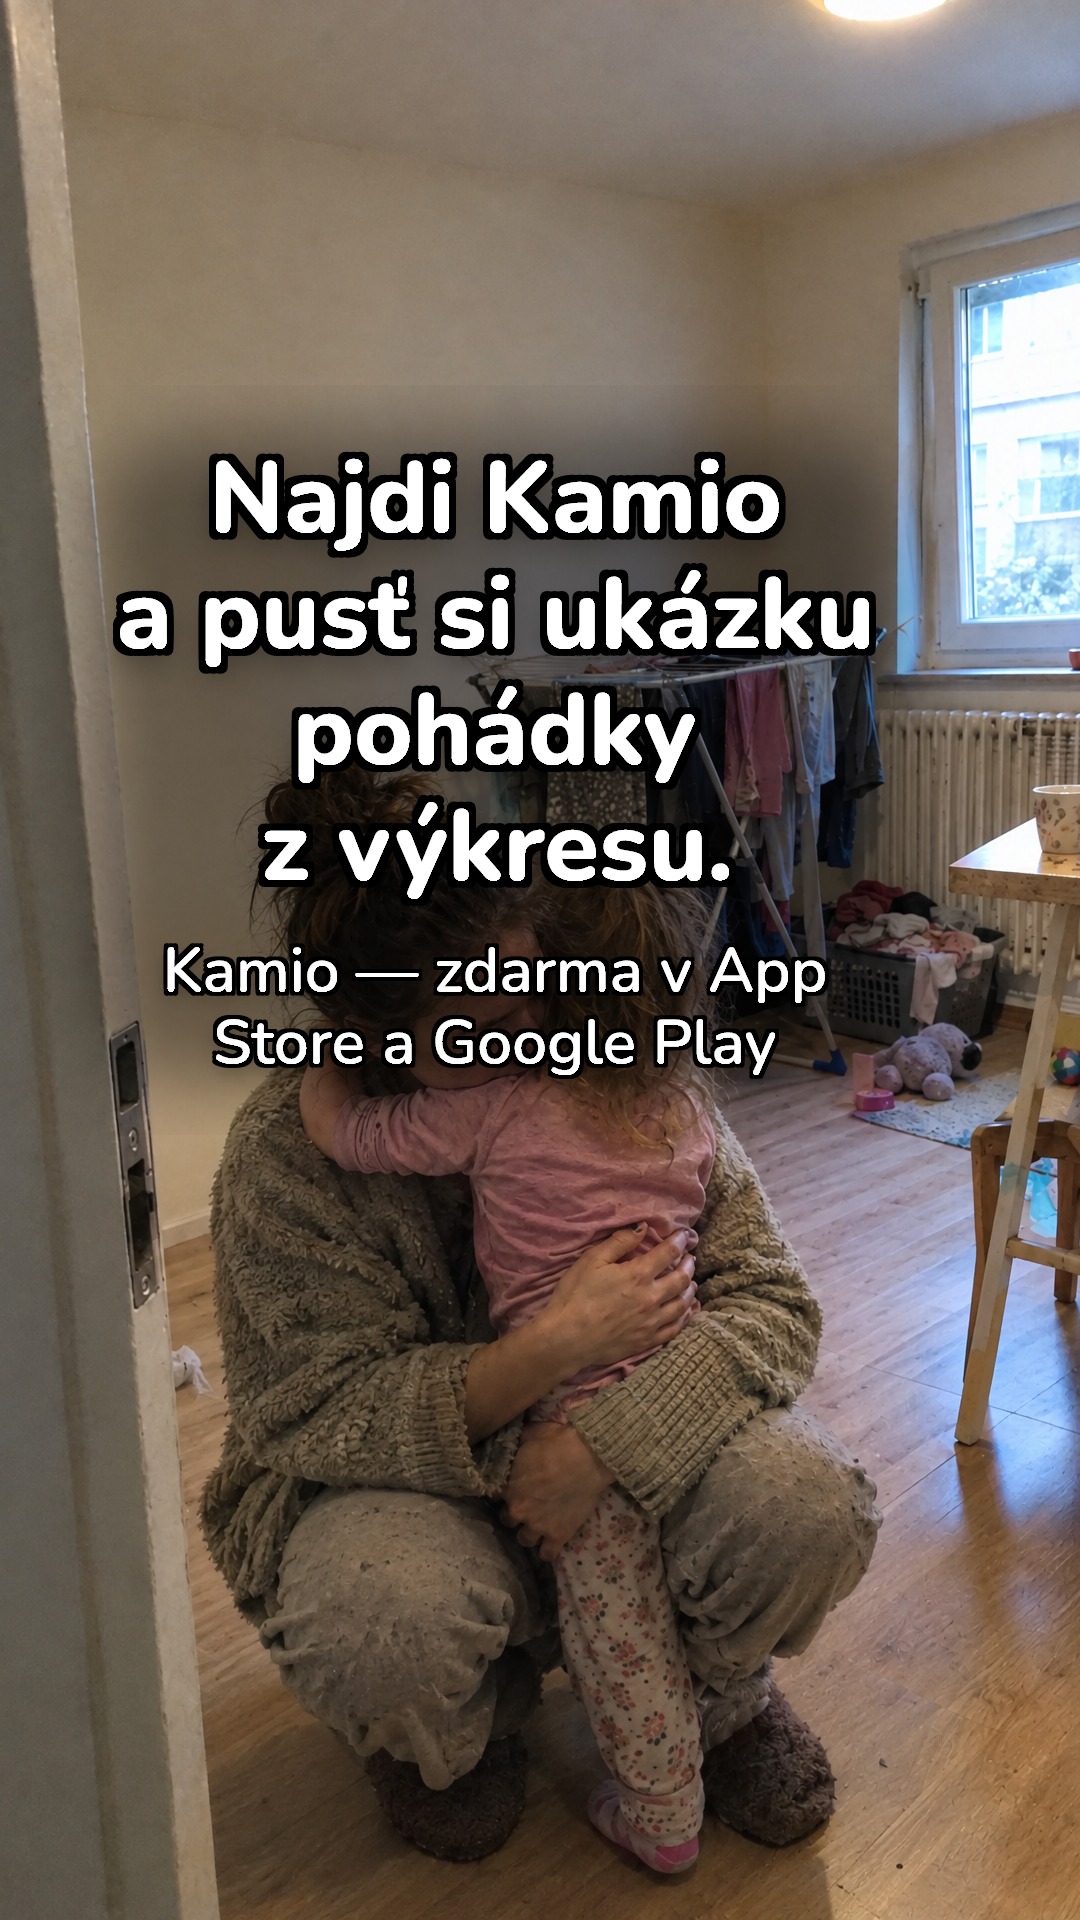 Najdi Kamio
a pusť si ukázku
pohádky
z výkresu.
Kamio — zdarma v App
Store a Google Play